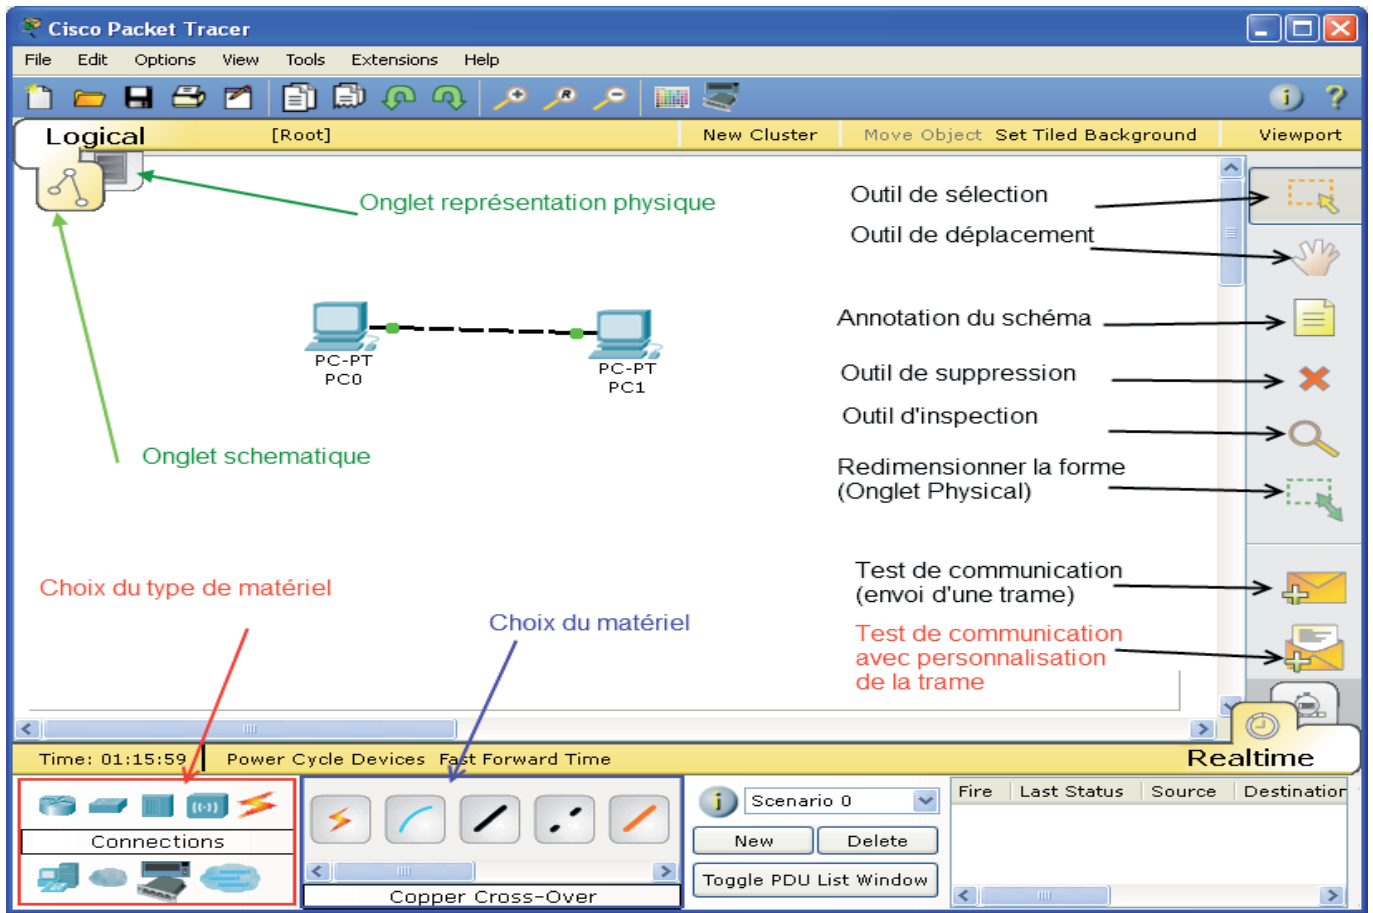 Cisco Packet Tracer
File Edit Options View Tools Extensions Help
R
i ?
Logical [Root] New Cluster Move Object Set Tiled Background Viewport
Onglet représentation physique
Outil de sélection
Outil de déplacement
Annotation du schéma
PC-PT
PC0
PC-PT
PC1
Outil de suppression
Outil d'inspection
Onglet schematique
Redimensionner la forme
(Onglet Physical)
Choix du type de matériel
Choix du matériel
Test de communication
(envoi d'une trame)
Test de communication
avec personnalisation
de la trame
Time: 01:15:59 Power Cycle Devices Fast Forward Time Realtime
Connections
Copper Cross-Over
i Scenario 0
New Delete
Toggle PDU List Window
Fire Last Status Source Destination